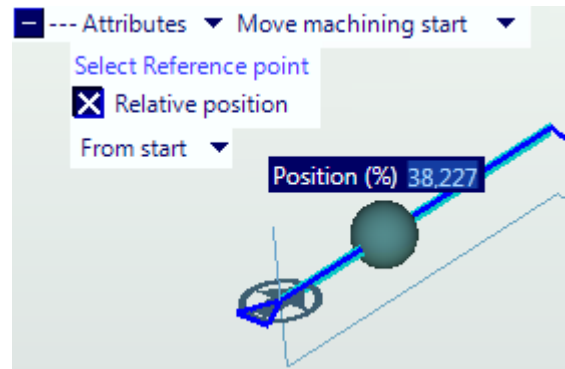 --- Attributes Move machining start
Select Reference point
Relative position
From start
Position (%) 38,227